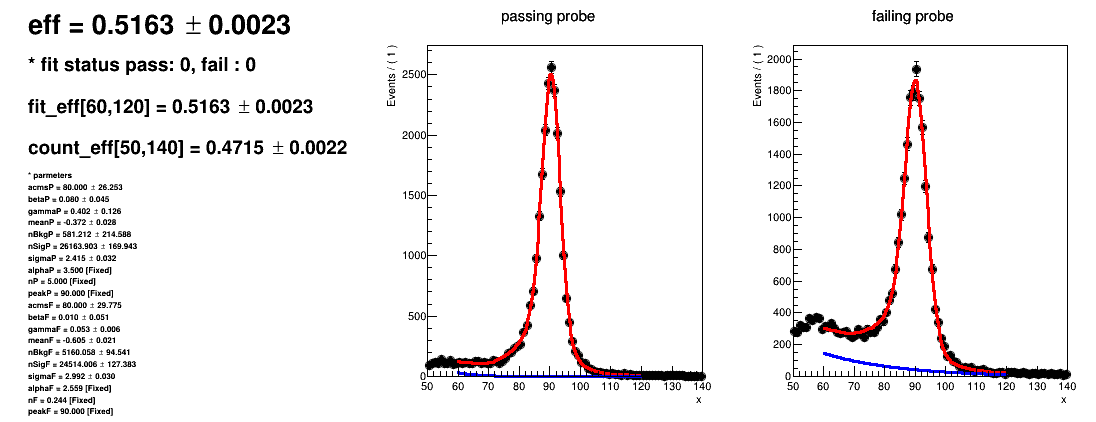 eff = 0.5163 ± 0.0023
* fit status pass: 0, fail : 0
fit_eff[60,120] = 0.5163 ± 0.0023
count_eff[50,140] = 0.4715 ± 0.0022
* parmeters
acmsP = 80.000 ± 26.253
betaP = 0.080 ± 0.045
gammaP = 0.402 ± 0.126
meanP = -0.372 ± 0.028
nBkgP = 581.212 ± 214.588
nSigP = 26163.903 ± 169.943
sigmaP = 2.415 ± 0.032
alphaP = 3.500 [Fixed]
nP = 5.000 [Fixed]
peakP = 90.000 [Fixed]
acmsF = 80.000 ± 29.775
betaF = 0.010 ± 0.051
gammaF = 0.053 ± 0.006
meanF = -0.605 ± 0.021
nBkgF = 5160.058 ± 94.541
nSigF = 24514.006 ± 127.383
sigmaF = 2.992 ± 0.030
alphaF = 2.559 [Fixed]
nF = 0.244 [Fixed]
peakF = 90.000 [Fixed]
passing probe
Events / ( 1 )
2500
2000
1500
1000
500
0
50 60 70 80 90 100 110 120 130 140
x
failing probe
Events / ( 1 )
2000
1800
1600
1400
1200
1000
800
600
400
200
0
50 60 70 80 90 100 110 120 130 140
x